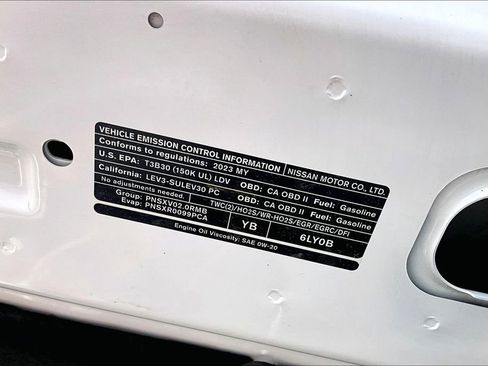 VEHICLE EMISSION CONTROL INFORMATION NISSAN MOTOR CO., LTD.
Conforms to regulations: 2023 MY
U.S. EPA: T3B30 (150K UL) LDV OBD: CA OBD II Fuel: Gasoline
California: LEV3-SULEV30 PC OBD: CA OBD II Fuel: Gasoline
No adjustments needed. TWC(2)/HO2S/WR-HO2S/EGR/EGRC/DFI
Group: PNSXV02.0RMB
Evap: PNSXR0099PCA YB 6LY0B
Engine Oil Viscosity: SAE 0W-20